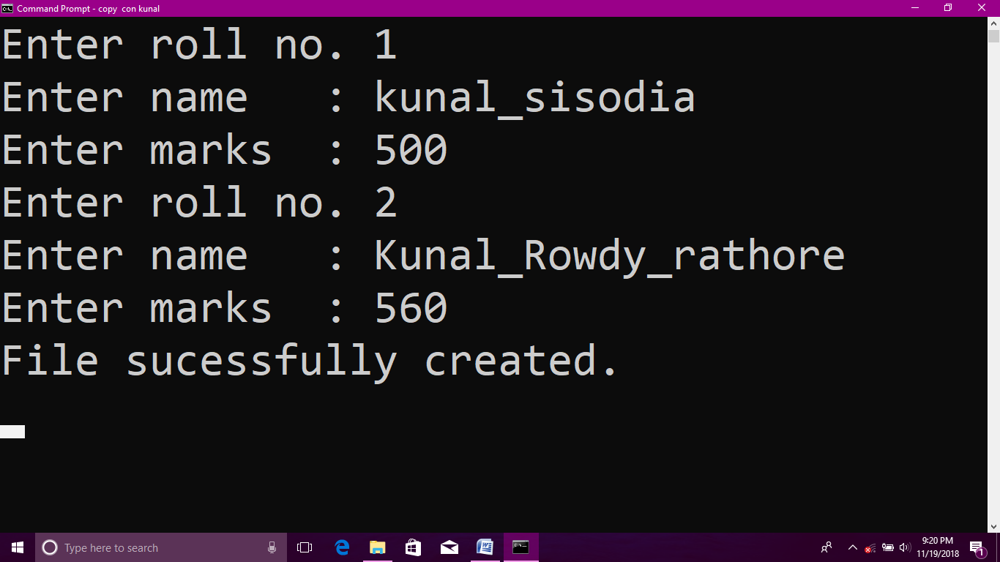 Command Prompt - copy  con kunal
Enter roll no. 1
Enter name   : kunal_sisodia
Enter marks  : 500
Enter roll no. 2
Enter name   : Kunal_Rowdy_rathore
Enter marks  : 560
File sucessfully created.
Type here to search
9:20 PM
11/19/2018
1